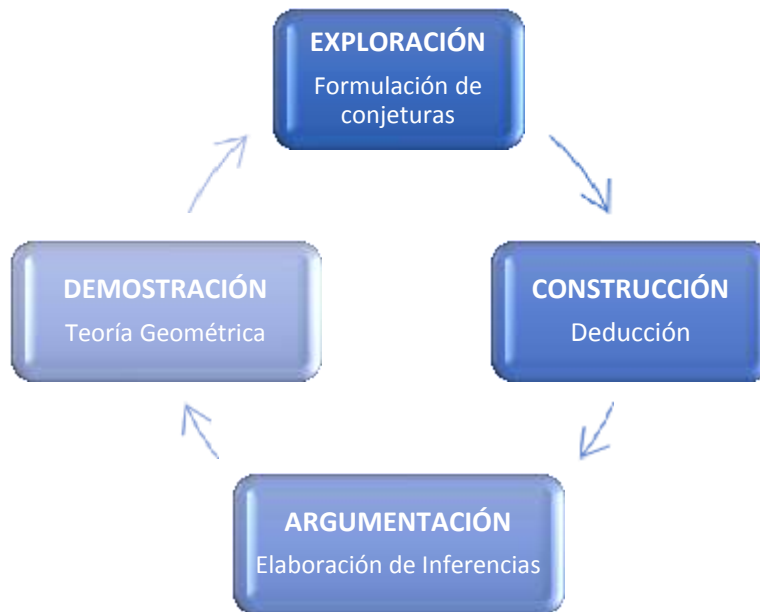 EXPLORACIÓN
Formulación de
conjeturas
CONSTRUCCIÓN
Deducción
ARGUMENTACIÓN
Elaboración de Inferencias
DEMOSTRACIÓN
Teoría Geométrica